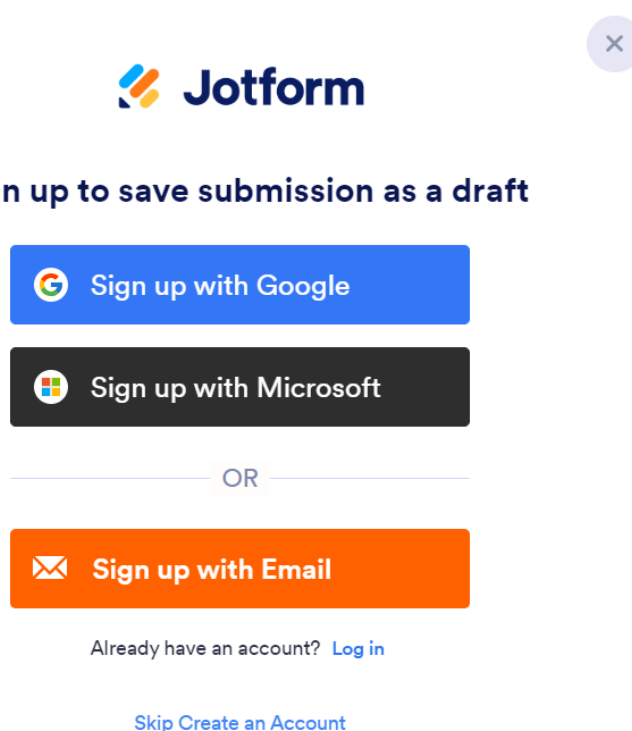 Jotform
n up to save submission as a draft
Sign up with Google
Sign up with Microsoft
OR
Sign up with Email
Already have an account? Log in
Skip Create an Account